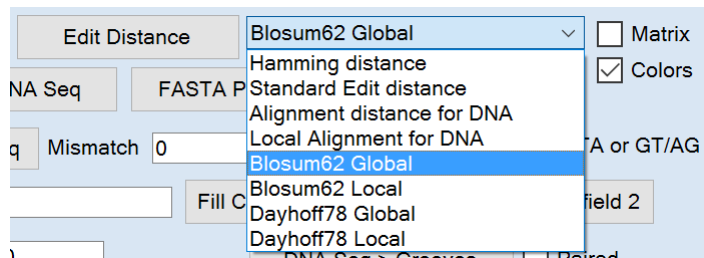 Edit Distance Blosum62 Global Matrix
Hamming distance Colors
NA Seq FASTA P Standard Edit distance
Alignment distance for DNA
q Mismatch 0 Local Alignment for DNA TA or GT/AG
Blosum62 Global
Blosum62 Local
Fill C Dayhoff78 Global field 2
Dayhoff78 Local